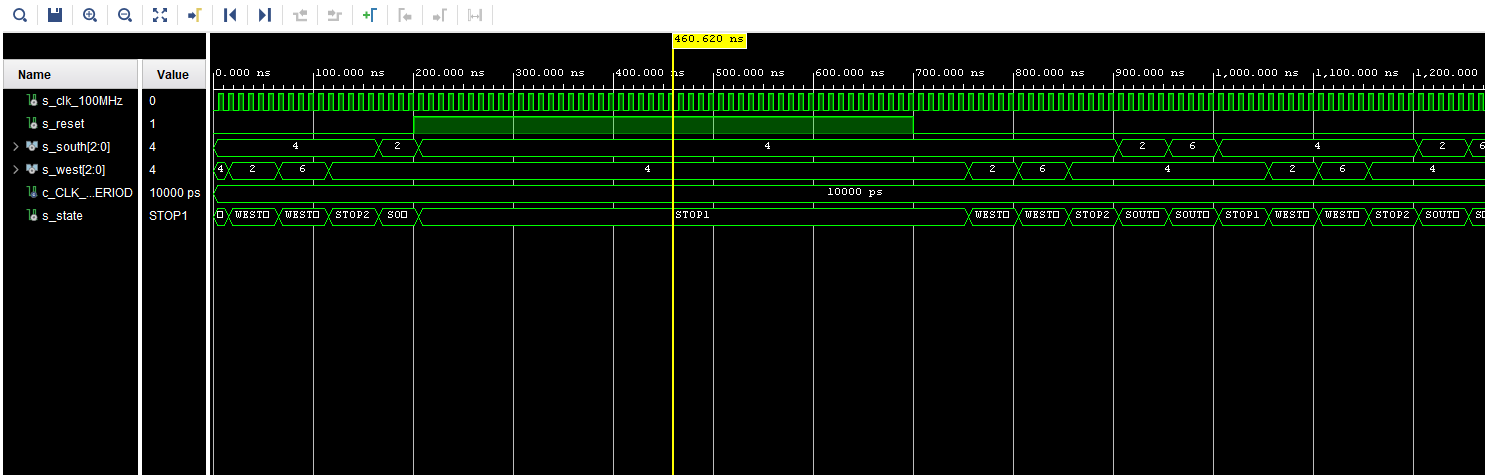 460.620 ns
Name Value 0.000 ns 100.000 ns 200.000 ns 300.000 ns 400.000 ns 500.000 ns 600.000 ns 700.000 ns 800.000 ns 900.000 ns 1,000.000 ns 1,100.000 ns 1,200.000
s_clk_100MHz 0
s_reset 1
s_south[2:0] 4 4 2 4 2 6 4 2 6
s_west[2:0] 4 4 2 6 4 2 6 4 2 6 4
c_CLK_...ERIOD 10000 ps 10000 ps
s_state STOP1 WEST□ WEST□ STOP2 SO□ STOP1 WEST□ WEST□ STOP2 SOUT□ SOUT□ STOP1 WEST□ WEST□ STOP2 SOUT□